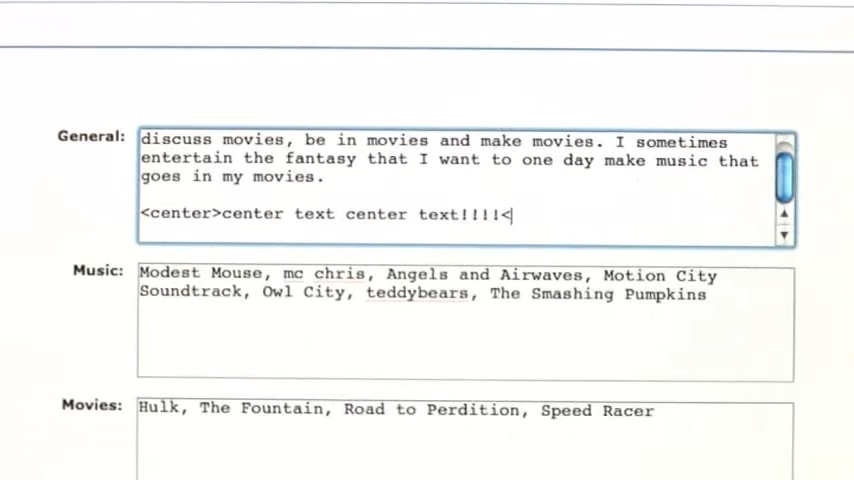 General:
discuss movies, be in movies and make movies. I sometimes
entertain the fantasy that I want to one day make music that
goes in my movies.
<center>center text center text!!!!<
Music:
Modest Mouse, mc chris, Angels and Airwaves, Motion City
Soundtrack, Owl City, teddybears, The Smashing Pumpkins
Movies:
Hulk, The Fountain, Road to Perdition, Speed Racer